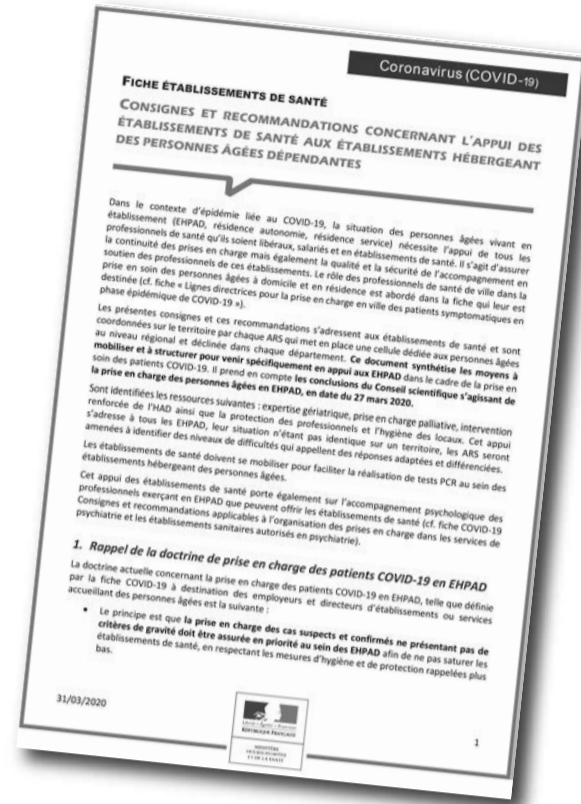 Coronavirus (COVID-19)
FICHE ÉTABLISSEMENTS DE SANTÉ
CONSIGNES ET RECOMMANDATIONS CONCERNANT L'APPUI DES
ÉTABLISSEMENTS DE SANTÉ AUX ÉTABLISSEMENTS HÉBERGEANT
DES PERSONNES ÂGÉES DÉPENDANTES
Dans le contexte d'épidémie liée au COVID-19, la situation des personnes âgées vivant en
établissement (EHPAD, résidence autonomie, résidence service) nécessite l'appui de tous les
professionnels de santé qu'ils soient libéraux, salariés et en établissements de santé. Il s'agit d'assurer
la continuité des prises en charge mais également la qualité et la sécurité de l'accompagnement en
soutien des professionnels de ces établissements. Le rôle des professionnels de santé de ville dans la
prise en soin des personnes âgées à domicile et en résidence est abordé dans la fiche qui leur est
destinée (cf. fiche « Lignes directrices pour la prise en charge en ville des patients symptomatiques en
phase épidémique de COVID-19 »).
Les présentes consignes et ces recommandations s'adressent aux établissements de santé et sont
coordonnées sur le territoire par chaque ARS qui met en place une cellule dédiée aux personnes âgées
au niveau régional et déclinée dans chaque département. Ce document synthétise les moyens à
mobiliser et à structurer pour venir spécifiquement en appui aux EHPAD dans le cadre de la prise en
soin des patients COVID-19. Il prend en compte les conclusions du Conseil scientifique s'agissant de
la prise en charge des personnes âgées en EHPAD, en date du 27 mars 2020.
Sont identifiées les ressources suivantes : expertise gériatrique, prise en charge palliative, intervention
renforcée de l'HAD ainsi que la protection des professionnels et l'hygiène des locaux. Cet appui
s'adresse à tous les EHPAD, leur situation n'étant pas identique sur un territoire, les ARS seront
amenées à identifier des niveaux de difficultés qui appellent des réponses adaptées et différenciées.
Les établissements de santé doivent se mobiliser pour faciliter la réalisation de tests PCR au sein des
établissements hébergeant des personnes âgées.
Cet appui des établissements de santé porte également sur l'accompagnement psychologique des
professionnels exerçant en EHPAD que peuvent offrir les établissements de santé (cf. fiche COVID-19
Consignes et recommandations applicables à l'organisation des prises en charge dans les services de
psychiatrie et les établissements sanitaires autorisés en psychiatrie).
1. Rappel de la doctrine de prise en charge des patients COVID-19 en EHPAD
La doctrine actuelle concernant la prise en charge des patients COVID-19 en EHPAD, telle que définie
par la fiche COVID-19 à destination des employeurs et directeurs d'établissements ou services
accueillant des personnes âgées est la suivante :
• Le principe est que la prise en charge des cas suspects et confirmés ne présentant pas de
critères de gravité doit être assurée en priorité au sein des EHPAD afin de ne pas saturer les
établissements de santé, en respectant les mesures d'hygiène et de protection rappelées plus
bas.
31/03/2020
Liberté • Égalité • Fraternité
RÉPUBLIQUE FRANÇAISE
MINISTÈRE
DES SOLIDARITÉS
ET DE LA SANTÉ
1